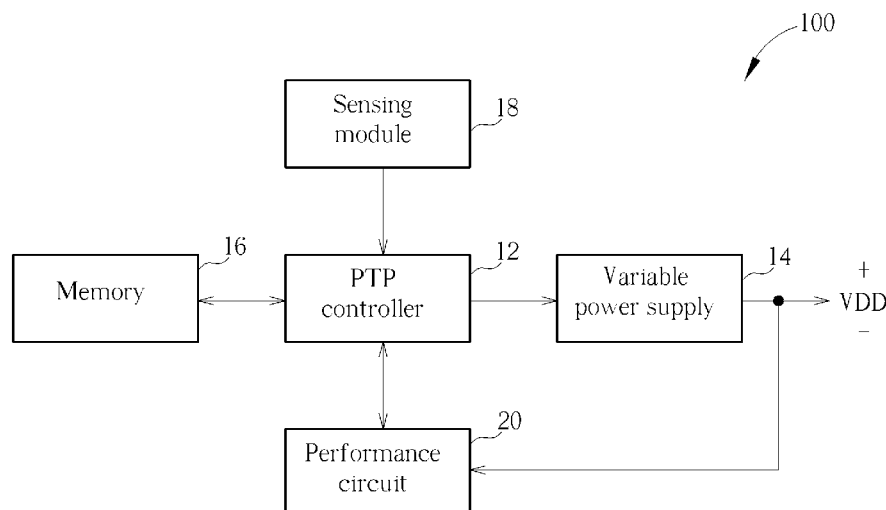 100
Sensing
module
18
Memory
16
PTP
controller
12
Variable
power supply
14
+
VDD
−
Performance
circuit
20